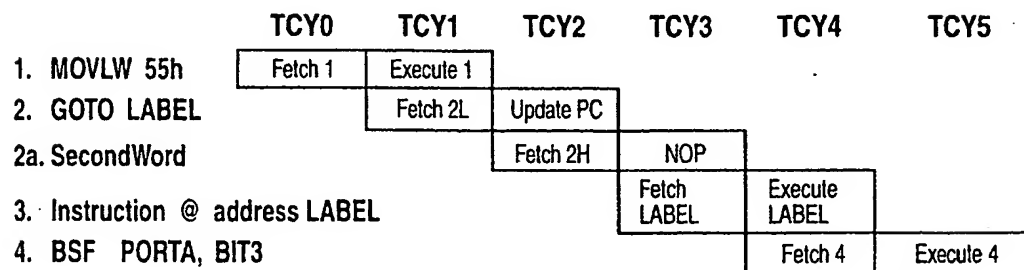 TCY0 TCY1 TCY2 TCY3 TCY4 TCY5
1. MOVLW 55h Fetch 1 Execute 1
2. GOTO LABEL Fetch 2L Update PC
2a. SecondWord Fetch 2H NOP
3. Instruction @ address LABEL Fetch LABEL Execute LABEL
4. BSF PORTA, BIT3 Fetch 4 Execute 4